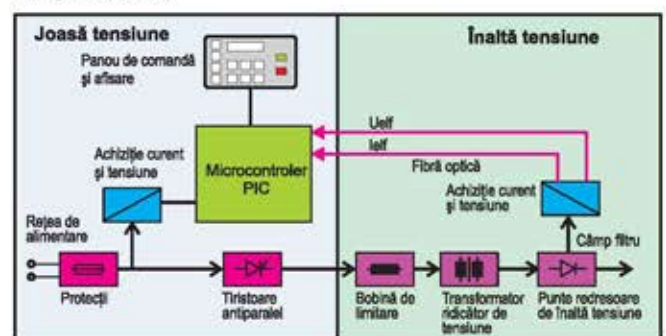 Joasă tensiune
Înaltă tensiune
Panou de comandă
și afisare
Uelf
Ielf
Fibră optică
Achiziție curent
și tensiune
Microcontroler
PIC
Achiziție curent
și tensiune
Rețea de
alimentare
Câmp filtru
Protecții
Tiristoare
antiparalel
Bobină de
limitare
Transformator
ridicător de
tensiune
Punte redresoare
de înaltă tensiune